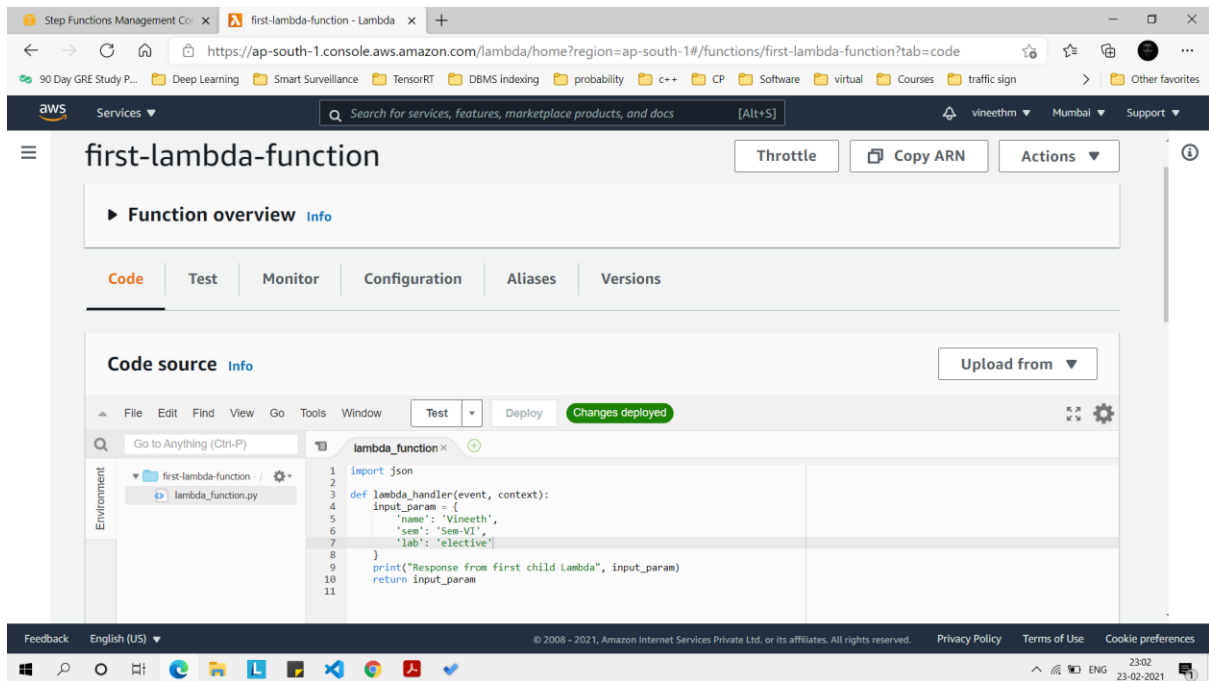 Step Functions Management Co
first-lambda-function - Lambda
https://ap-south-1.console.aws.amazon.com/lambda/home?region=ap-south-1#/functions/first-lambda-function?tab=code
90 Day GRE Study P... Deep Learning Smart Surveillance TensorRT DBMS indexing probability c++ CP Software virtual Courses traffic sign Other favorites
aws Services ▼ Search for services, features, marketplace products, and docs [Alt+S] vineethm ▼ Mumbai ▼ Support ▼
first-lambda-function Throttle Copy ARN Actions ▼
Function overview Info
Code Test Monitor Configuration Aliases Versions
Code source Info Upload from ▼
File Edit Find View Go Tools Window Test Deploy Changes deployed
Go to Anything (Ctrl-P) lambda_function ×
Environment
first-lambda-function - /
lambda_function.py
1 import json
2
3 def lambda_handler(event, context):
4     input_param = {
5         'name': 'Vineeth',
6         'sem': 'Sem-VI',
7         'lab': 'elective'
8     }
9     print("Response from first child Lambda", input_param)
10     return input_param
11
Feedback English (US) ▼ © 2008 - 2021, Amazon Internet Services Private Ltd. or its affiliates. All rights reserved. Privacy Policy Terms of Use Cookie preferences
ENG 23:02
23-02-2021